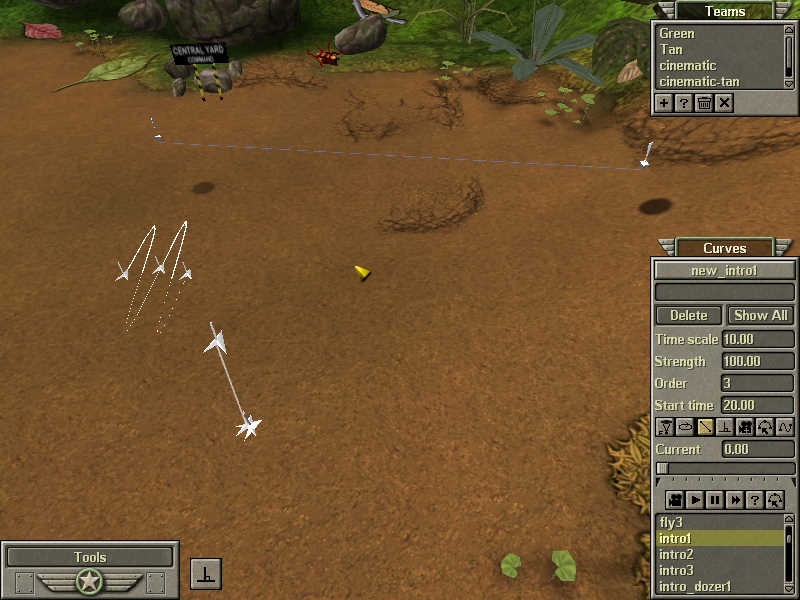 CENTRAL YARD
COMMAND
Teams
Green
Tan
cinematic
cinematic-tan
+ ?
Curves
new_intro1
Delete Show All
Time scale 10.00
Strength 100.00
Order 3
Start time 20.00
Current 0.00
?
fly3
intro1
intro2
intro3
intro_dozer1
Tools